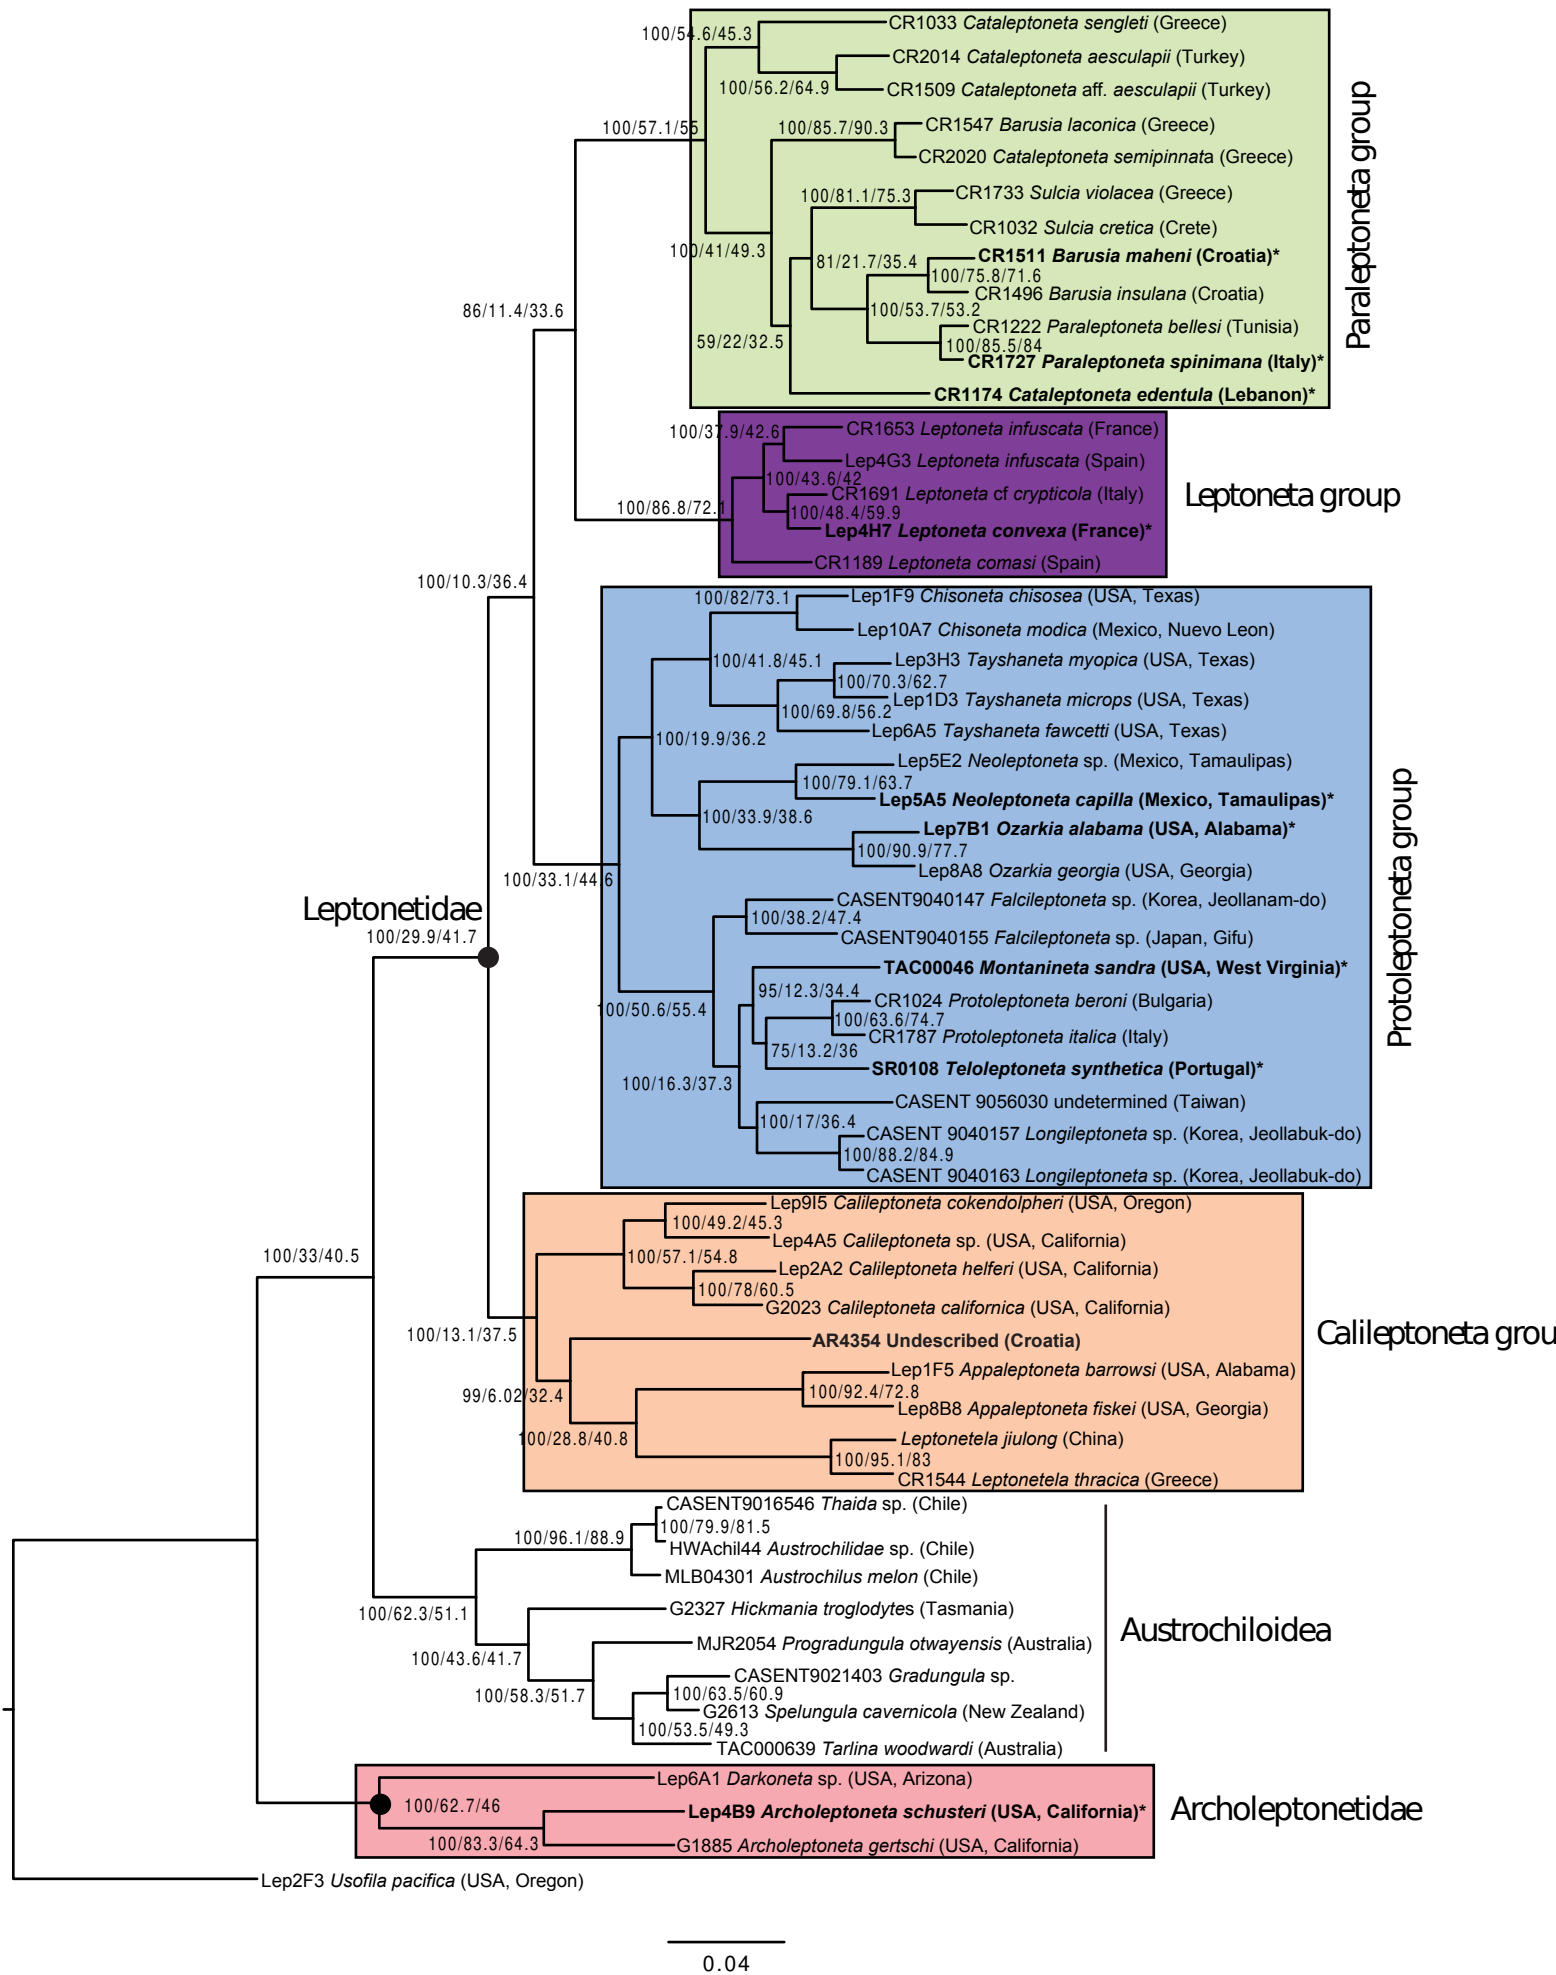 CR1033 Cataleptoneta sengleti (Greece)
100/54.6/45.3
CR2014 Cataleptoneta aesculapii (Turkey)
100/56.2/64.9
CR1509 Cataleptoneta aff. aesculapii (Turkey)
100/57.1/55
100/85.7/90.3
CR1547 Barusia laconica (Greece)
CR2020 Cataleptoneta semipinnata (Greece)
100/81.1/75.3
CR1733 Sulcia violacea (Greece)
CR1032 Sulcia cretica (Crete)
100/41/49.3
81/21.7/35.4
CR1511 Barusia maheni (Croatia)*
100/75.8/71.6
CR1496 Barusia insulana (Croatia)
100/53.7/53.2
CR1222 Paraleptoneta bellesi (Tunisia)
59/22/32.5
100/85.5/84
CR1727 Paraleptoneta spinimana (Italy)*
CR1174 Cataleptoneta edentula (Lebanon)*
Paraleptoneta group
86/11.4/33.6
100/37.9/42.6
CR1653 Leptoneta infuscata (France)
Lep4G3 Leptoneta infuscata (Spain)
100/43.6/42
CR1691 Leptoneta cf crypticola (Italy)
100/86.8/72.1
100/48.4/59.9
Lep4H7 Leptoneta convexa (France)*
CR1189 Leptoneta comasi (Spain)
Leptoneta group
100/10.3/36.4
100/82/73.1
Lep1F9 Chisoneta chisosea (USA, Texas)
Lep10A7 Chisoneta modica (Mexico, Nuevo Leon)
100/41.8/45.1
Lep3H3 Tayshaneta myopica (USA, Texas)
100/70.3/62.7
Lep1D3 Tayshaneta microps (USA, Texas)
100/69.8/56.2
Lep6A5 Tayshaneta fawcetti (USA, Texas)
100/19.9/36.2
Lep5E2 Neoleptoneta sp. (Mexico, Tamaulipas)
100/79.1/63.7
Lep5A5 Neoleptoneta capilla (Mexico, Tamaulipas)*
100/33.9/38.6
Lep7B1 Ozarkia alabama (USA, Alabama)*
100/90.9/77.7
Lep8A8 Ozarkia georgia (USA, Georgia)
100/33.1/44.6
CASENT9040147 Falcileptoneta sp. (Korea, Jeollanam-do)
100/38.2/47.4
CASENT9040155 Falcileptoneta sp. (Japan, Gifu)
TAC00046 Montanineta sandra (USA, West Virginia)*
100/50.6/55.4
95/12.3/34.4
CR1024 Protoleptoneta beroni (Bulgaria)
100/63.6/74.7
CR1787 Protoleptoneta italica (Italy)
75/13.2/36
SR0108 Teloleptoneta synthetica (Portugal)*
100/16.3/37.3
CASENT 9056030 undetermined (Taiwan)
100/17/36.4
CASENT 9040157 Longileptoneta sp. (Korea, Jeollabuk-do)
100/88.2/84.9
CASENT 9040163 Longileptoneta sp. (Korea, Jeollabuk-do)
Protoleptoneta group
Leptonetidae
100/29.9/41.7
Lep9I5 Calileptoneta cokendolpheri (USA, Oregon)
100/49.2/45.3
Lep4A5 Calileptoneta sp. (USA, California)
100/57.1/54.8
Lep2A2 Calileptoneta helferi (USA, California)
100/78/60.5
G2023 Calileptoneta californica (USA, California)
100/13.1/37.5
AR4354 Undescribed (Croatia)
Lep1F5 Appaleptoneta barrowsi (USA, Alabama)
99/6.02/32.4
100/92.4/72.8
Lep8B8 Appaleptoneta fiskei (USA, Georgia)
100/28.8/40.8
Leptonetela jiulong (China)
100/95.1/83
CR1544 Leptonetela thracica (Greece)
Calileptoneta grou
100/33/40.5
CASENT9016546 Thaida sp. (Chile)
100/96.1/88.9
100/79.9/81.5
HWAchil44 Austrochilidae sp. (Chile)
MLB04301 Austrochilus melon (Chile)
100/62.3/51.1
G2327 Hickmania troglodytes (Tasmania)
100/43.6/41.7
MJR2054 Progradungula otwayensis (Australia)
CASENT9021403 Gradungula sp.
100/58.3/51.7
100/63.5/60.9
G2613 Spelungula cavernicola (New Zealand)
100/53.5/49.3
TAC000639 Tarlina woodwardi (Australia)
Austrochiloidea
Lep6A1 Darkoneta sp. (USA, Arizona)
100/62.7/46
Lep4B9 Archoleptoneta schusteri (USA, California)*
100/83.3/64.3
G1885 Archoleptoneta gertschi (USA, California)
Archoleptonetidae
Lep2F3 Usofila pacifica (USA, Oregon)
0.04